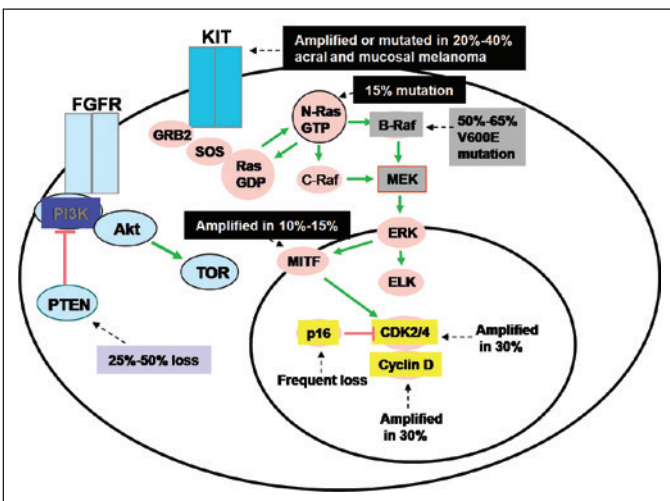 KIT
Amplified or mutated in 20%-40%
acral and mucosal melanoma
FGFR
15% mutation
N-Ras
GTP
B-Raf
50%-65%
V600E
mutation
GRB2
SOS
Ras
GDP
C-Raf
MEK
PI3K
Akt
Amplified in 10%-15%
ERK
TOR
MITF
ELK
PTEN
p16
CDK2/4
Amplified
in 30%
25%-50% loss
Cyclin D
Frequent loss
Amplified
in 30%